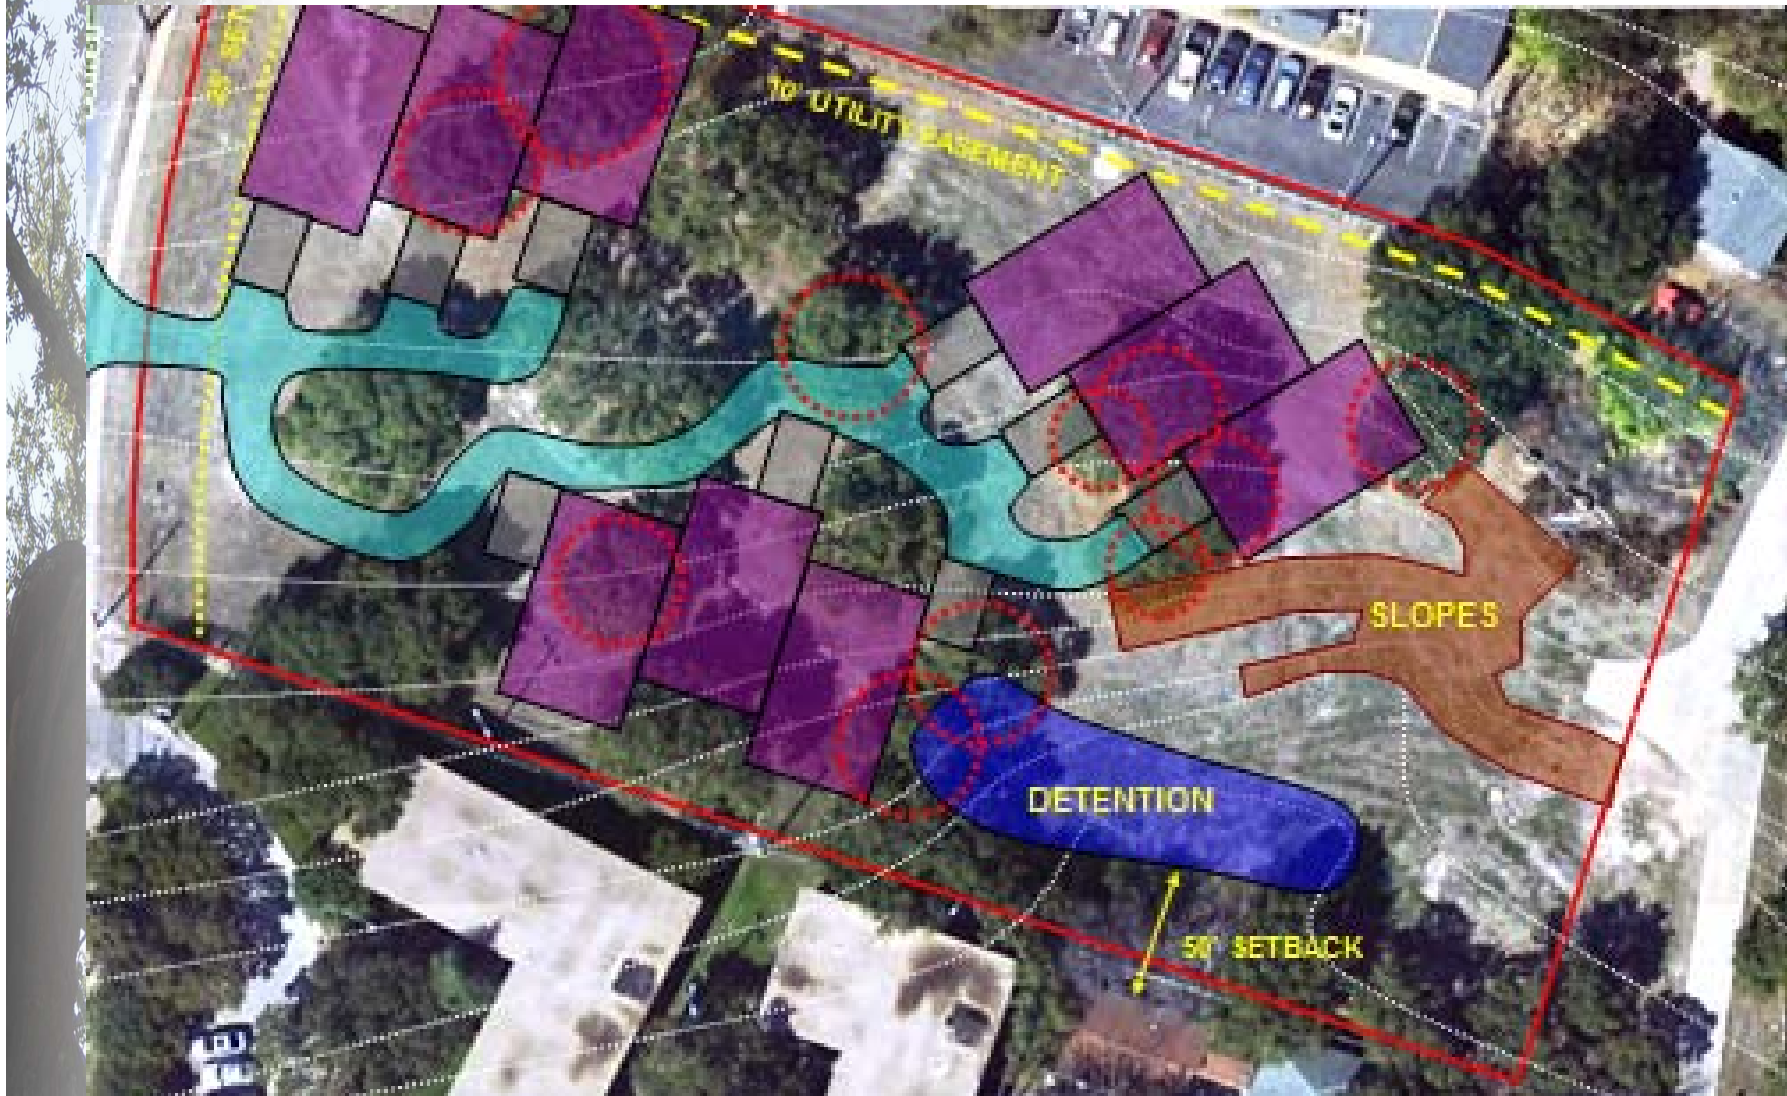 10' UTILITY EASEMENT
SLOPES
DETENTION
50' SETBACK